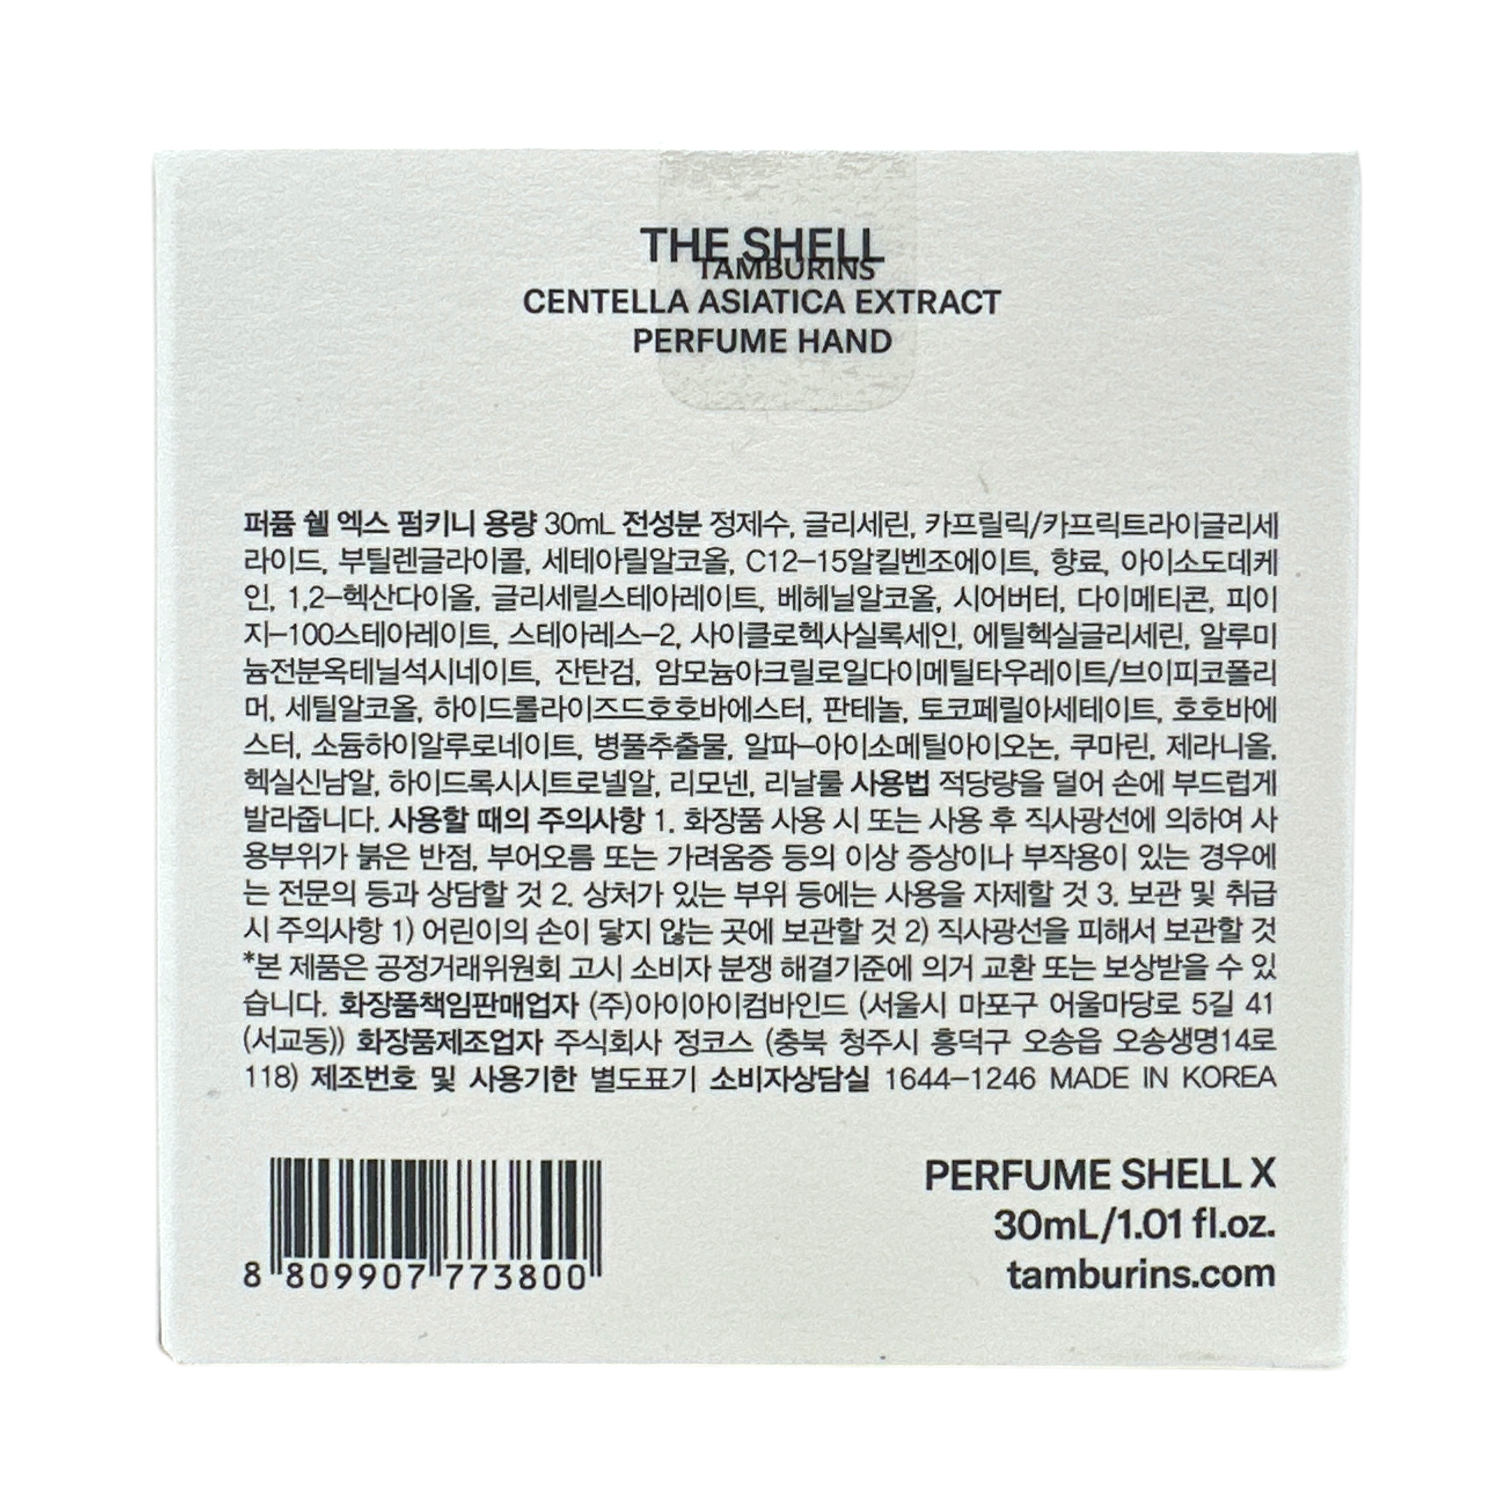 THE SHELL
TAMBURINS
CENTELLA ASIATICA EXTRACT
PERFUME HAND
퍼퓸 쉘 엑스 펌키니 용량 30mL 전성분 정제수, 글리세린, 카프릴릭/카프릭트라이글리세
라이드, 부틸렌글라이콜, 세테아릴알코올, C12-15알킬벤조에이트, 향료, 아이소도데케
인, 1,2-헥산다이올, 글리세릴스테아레이트, 베헤닐알코올, 시어버터, 다이메티콘, 피이
지-100스테아레이트, 스테아레스-2, 사이클로헥사실록세인, 에틸헥실글리세린, 알루미
늄전분옥테닐석시네이트, 잔탄검, 암모늄아크릴로일다이메틸타우레이트/브이피코폴리
머, 세틸알코올, 하이드롤라이즈드호호바에스터, 판테놀, 토코페릴아세테이트, 호호바에
스터, 소듐하이알루로네이트, 병풀추출물, 알파-아이소메틸아이오논, 쿠마린, 제라니올,
헥실신남알, 하이드록시시트로넬알, 리모넨, 리날룰 사용법 적당량을 덜어 손에 부드럽게
발라줍니다. 사용할 때의 주의사항 1. 화장품 사용 시 또는 사용 후 직사광선에 의하여 사
용부위가 붉은 반점, 부어오름 또는 가려움증 등의 이상 증상이나 부작용이 있는 경우에
는 전문의 등과 상담할 것 2. 상처가 있는 부위 등에는 사용을 자제할 것 3. 보관 및 취급
시 주의사항 1) 어린이의 손이 닿지 않는 곳에 보관할 것 2) 직사광선을 피해서 보관할 것
*본 제품은 공정거래위원회 고시 소비자 분쟁 해결기준에 의거 교환 또는 보상받을 수 있
습니다. 화장품책임판매업자 (주)아이아이컴바인드 (서울시 마포구 어울마당로 5길 41
(서교동)) 화장품제조업자 주식회사 정코스 (충북 청주시 흥덕구 오송읍 오송생명14로
118) 제조번호 및 사용기한 별도표기 소비자상담실 1644-1246 MADE IN KOREA
8 809907 773800
PERFUME SHELL X
30mL/1.01 fl.oz.
tamburins.com